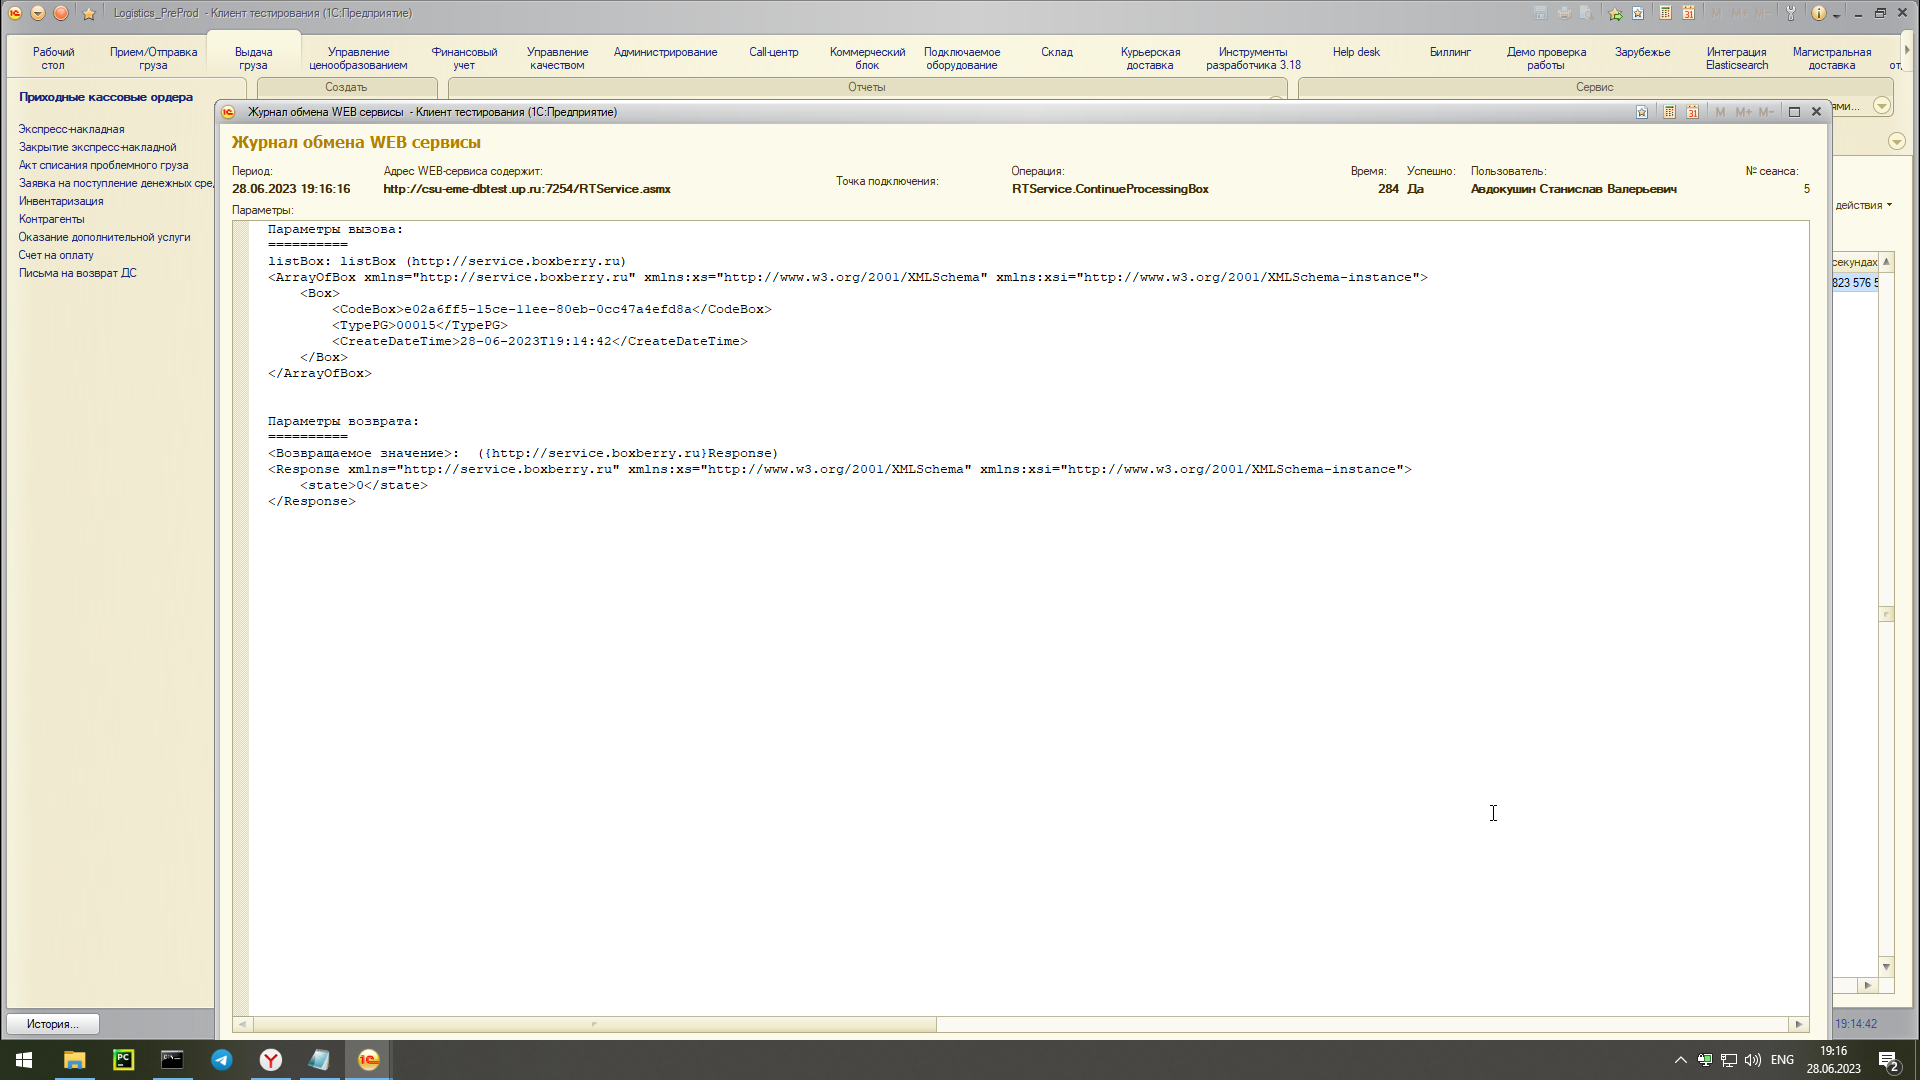 Logistics_PreProd - Клиент тестирования (1С:Предприятие)
M M+ M-
Рабочий стол
Прием/Отправка груза
Выдача груза
Управление ценообразованием
Финансовый учет
Управление качеством
Администрирование
Call-центр
Коммерческий блок
Подключаемое оборудование
Склад
Курьерская доставка
Инструменты разработчика 3.18
Help desk
Биллинг
Демо проверка работы
Зарубежье
Интеграция Elasticsearch
Магистральная доставка
от,
Создать
Отчеты
Сервис
Приходные кассовые ордера
Экспресс-накладная
Закрытие экспресс-накладной
Акт списания проблемного груза
Заявка на поступление денежных сре,
Инвентаризация
Контрагенты
Оказание дополнительной услуги
Счет на оплату
Письма на возврат ДС
Журнал обмена WEB сервисы - Клиент тестирования (1С:Предприятие)
M M+ M-
Журнал обмена WEB сервисы
Период:
28.06.2023 19:16:16
Адрес WEB-сервиса содержит:
http://csu-eme-dbtest.up.ru:7254/RTService.asmx
Точка подключения:
Операция:
RTService.ContinueProcessingBox
Время:
284
Успешно:
Да
Пользователь:
Авдокушин Станислав Валерьевич
№ сеанса:
5
Параметры:
Параметры вызова:
==========
listBox: listBox (http://service.boxberry.ru)
<ArrayOfBox xmlns="http://service.boxberry.ru" xmlns:xs="http://www.w3.org/2001/XMLSchema" xmlns:xsi="http://www.w3.org/2001/XMLSchema-instance">
<Box>
<CodeBox>e02a6ff5-15ce-11ee-80eb-0cc47a4efd8a</CodeBox>
<TypePG>00015</TypePG>
<CreateDateTime>28-06-2023T19:14:42</CreateDateTime>
</Box>
</ArrayOfBox>
Параметры возврата:
==========
<Возвращаемое значение>: ({http://service.boxberry.ru}Response)
<Response xmlns="http://service.boxberry.ru" xmlns:xs="http://www.w3.org/2001/XMLSchema" xmlns:xsi="http://www.w3.org/2001/XMLSchema-instance">
<state>0</state>
</Response>
ями...
действия
секундах
823 576 5
История...
19:14:42
ENG
19:16
28.06.2023
2